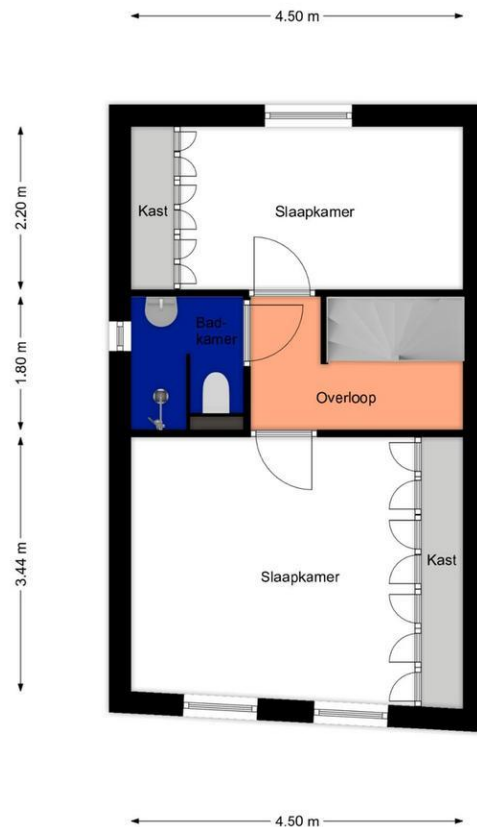 4.50 m
2.20 m
Kast
Slaapkamer
1.80 m
Bad-
kamer
Overloop
3.44 m
Slaapkamer
Kast
4.50 m